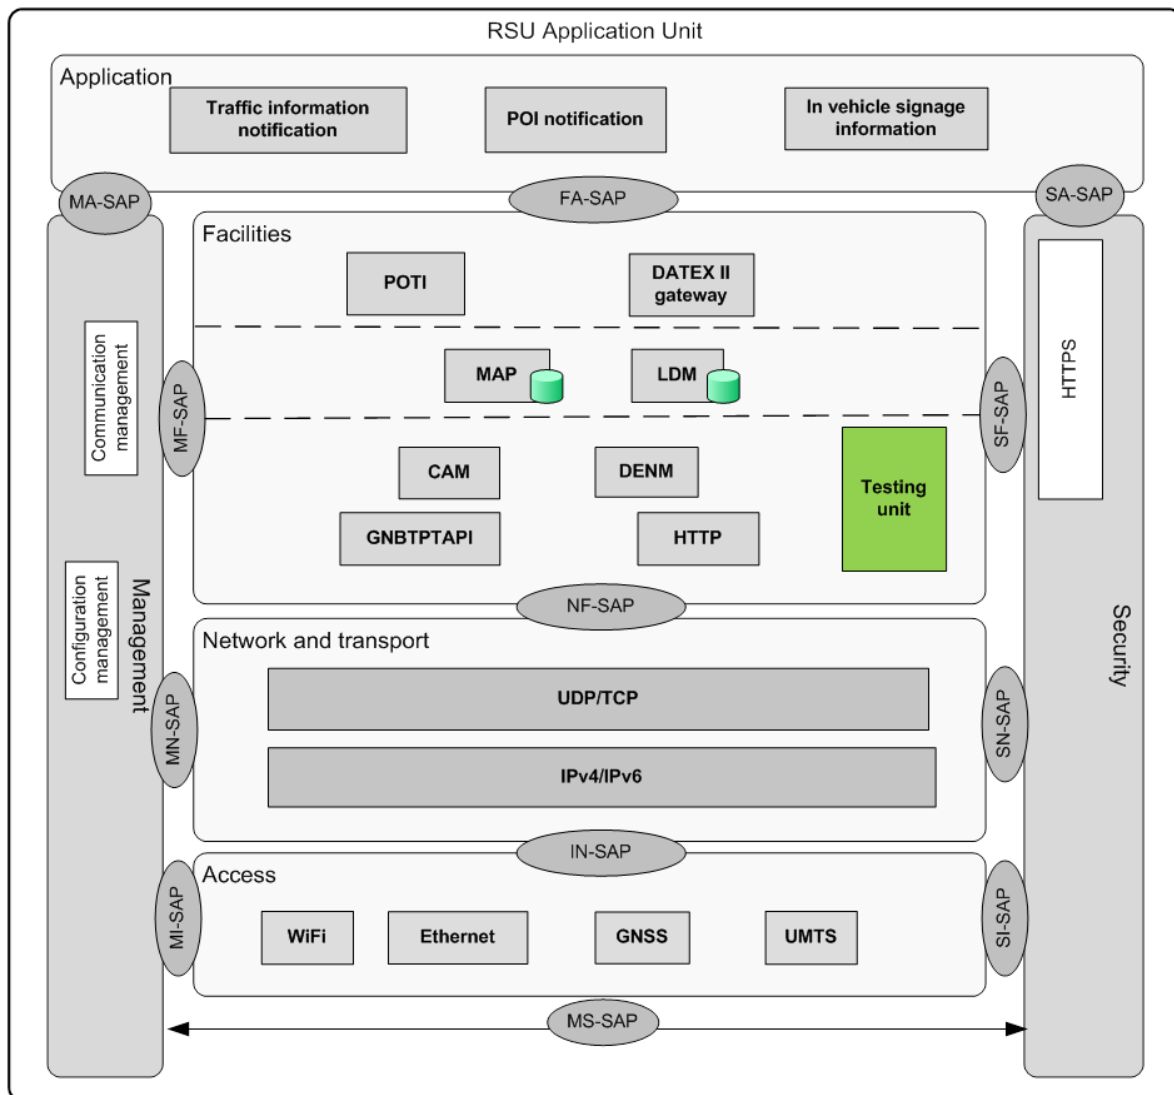 RSU Application Unit
Application
Traffic information
notification
POI notification
In vehicle signage
information
MA-SAP
FA-SAP
SA-SAP
Facilities
POTI
DATEX II
gateway
Communication
management
MF-SAP
MAP
LDM
SF-SAP
HTTPS
CAM
DENM
Testing
unit
GNBTPTAPI
HTTP
Configuration
management
Management
NF-SAP
Security
Network and transport
UDP/TCP
MN-SAP
SN-SAP
IPv4/IPv6
IN-SAP
Access
MI-SAP
SI-SAP
WiFi
Ethernet
GNSS
UMTS
MS-SAP